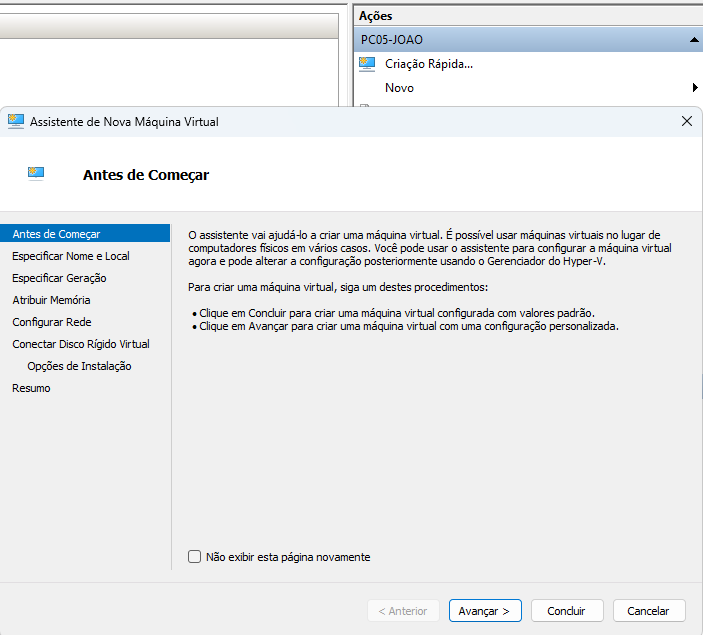 Ações
PC05-JOAO
Criação Rápida...
Novo
Assistente de Nova Máquina Virtual
Antes de Começar
Antes de Começar
Especificar Nome e Local
Especificar Geração
Atribuir Memória
Configurar Rede
Conectar Disco Rígido Virtual
Opções de Instalação
Resumo
O assistente vai ajudá-lo a criar uma máquina virtual. É possível usar máquinas virtuais no lugar de
computadores físicos em vários casos. Você pode usar o assistente para configurar a máquina virtual
agora e pode alterar a configuração posteriormente usando o Gerenciador do Hyper-V.
Para criar uma máquina virtual, siga um destes procedimentos:
• Clique em Concluir para criar uma máquina virtual configurada com valores padrão.
• Clique em Avançar para criar uma máquina virtual com uma configuração personalizada.
Não exibir esta página novamente
< Anterior
Avançar >
Concluir
Cancelar